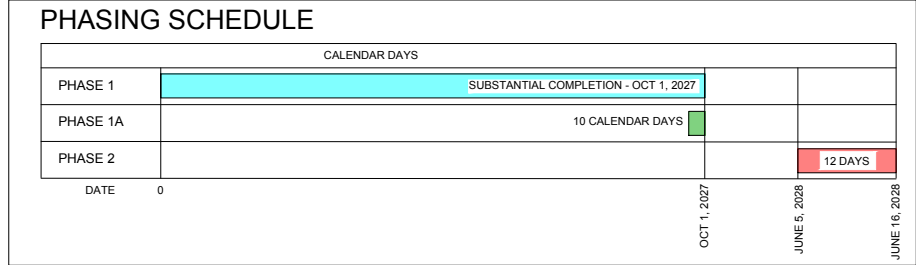 PHASING SCHEDULE
CALENDAR DAYS
PHASE 1
SUBSTANTIAL COMPLETION - OCT 1, 2027
PHASE 1A
10 CALENDAR DAYS
PHASE 2
12 DAYS
DATE
0
OCT 1, 2027
JUNE 5, 2028
JUNE 16, 2028